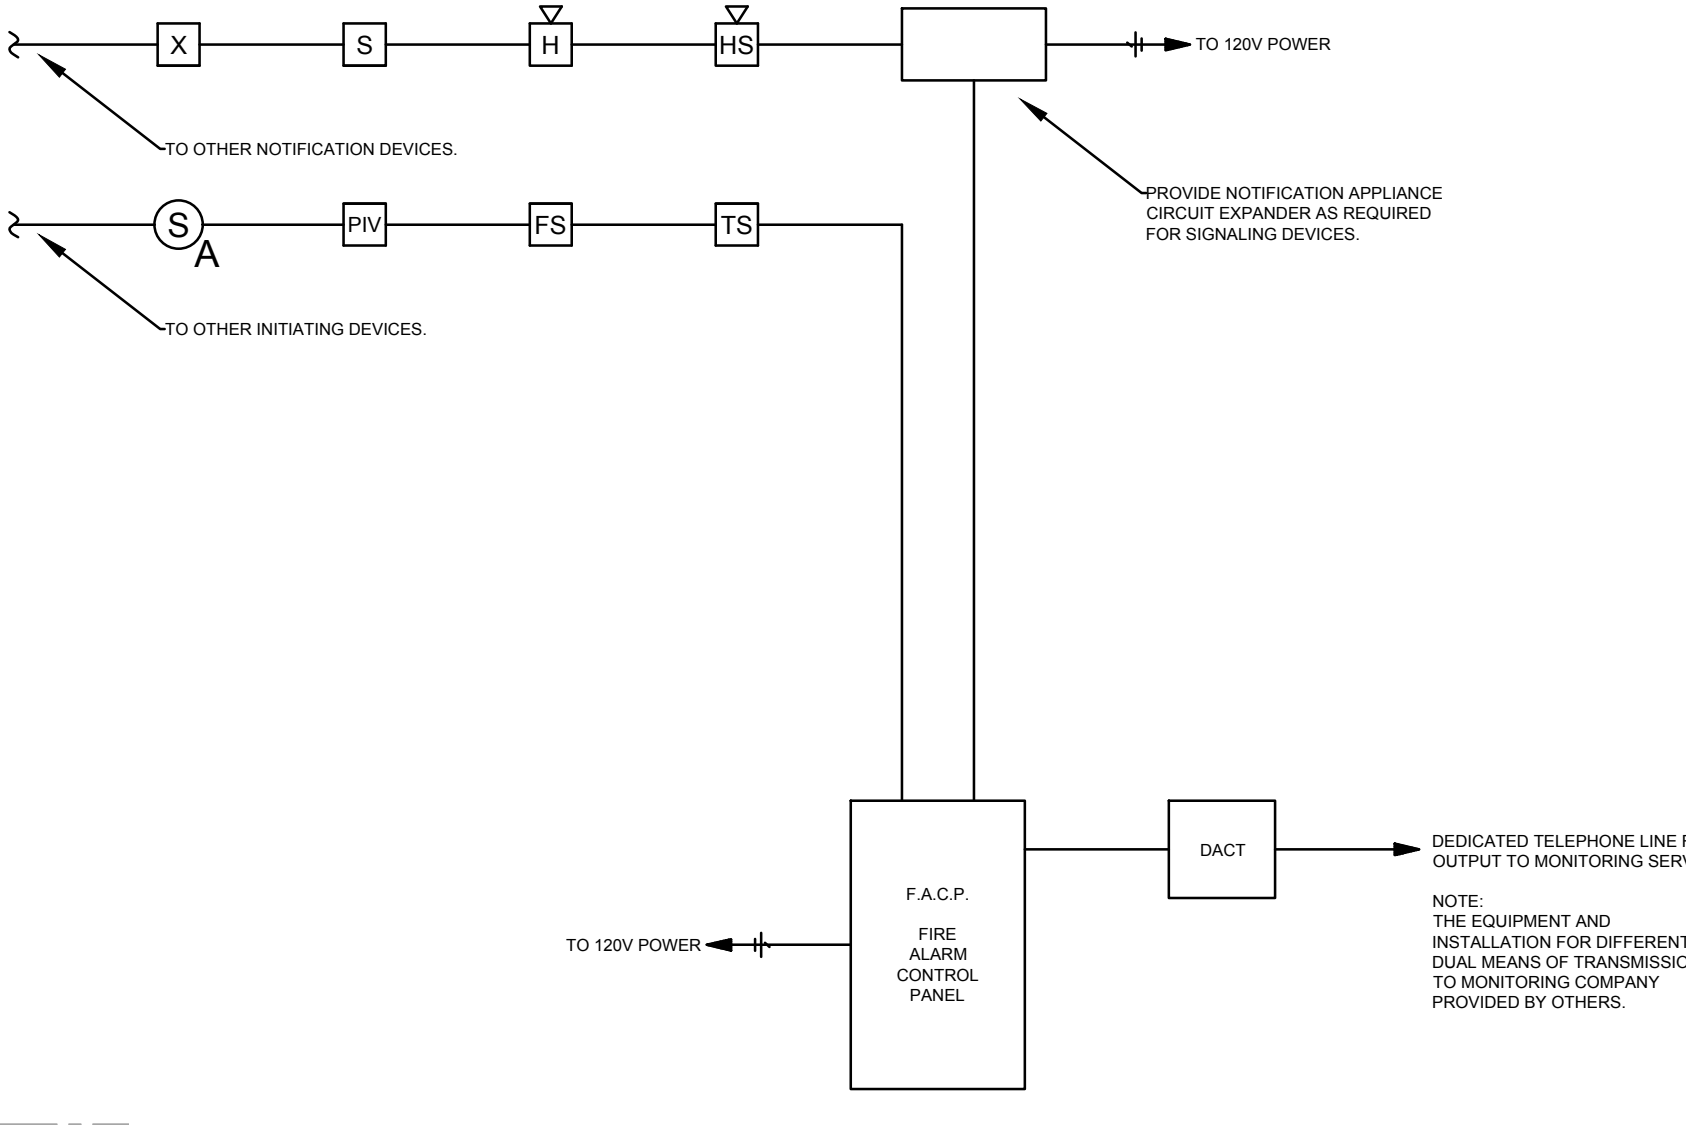 X
S
H
HS
TO 120V POWER
TO OTHER NOTIFICATION DEVICES.
PROVIDE NOTIFICATION APPLIANCE
CIRCUIT EXPANDER AS REQUIRED
FOR SIGNALING DEVICES.
S
A
PIV
FS
TS
TO OTHER INITIATING DEVICES.
F.A.C.P.
FIRE
ALARM
CONTROL
PANEL
TO 120V POWER
DACT
DEDICATED TELEPHONE LINE
OUTPUT TO MONITORING
NOTE:
THE EQUIPMENT AND
INSTALLATION FOR DIFFERENT
DUAL MEANS OF
TO MONITORING COMPANY
PROVIDED BY OTHERS.